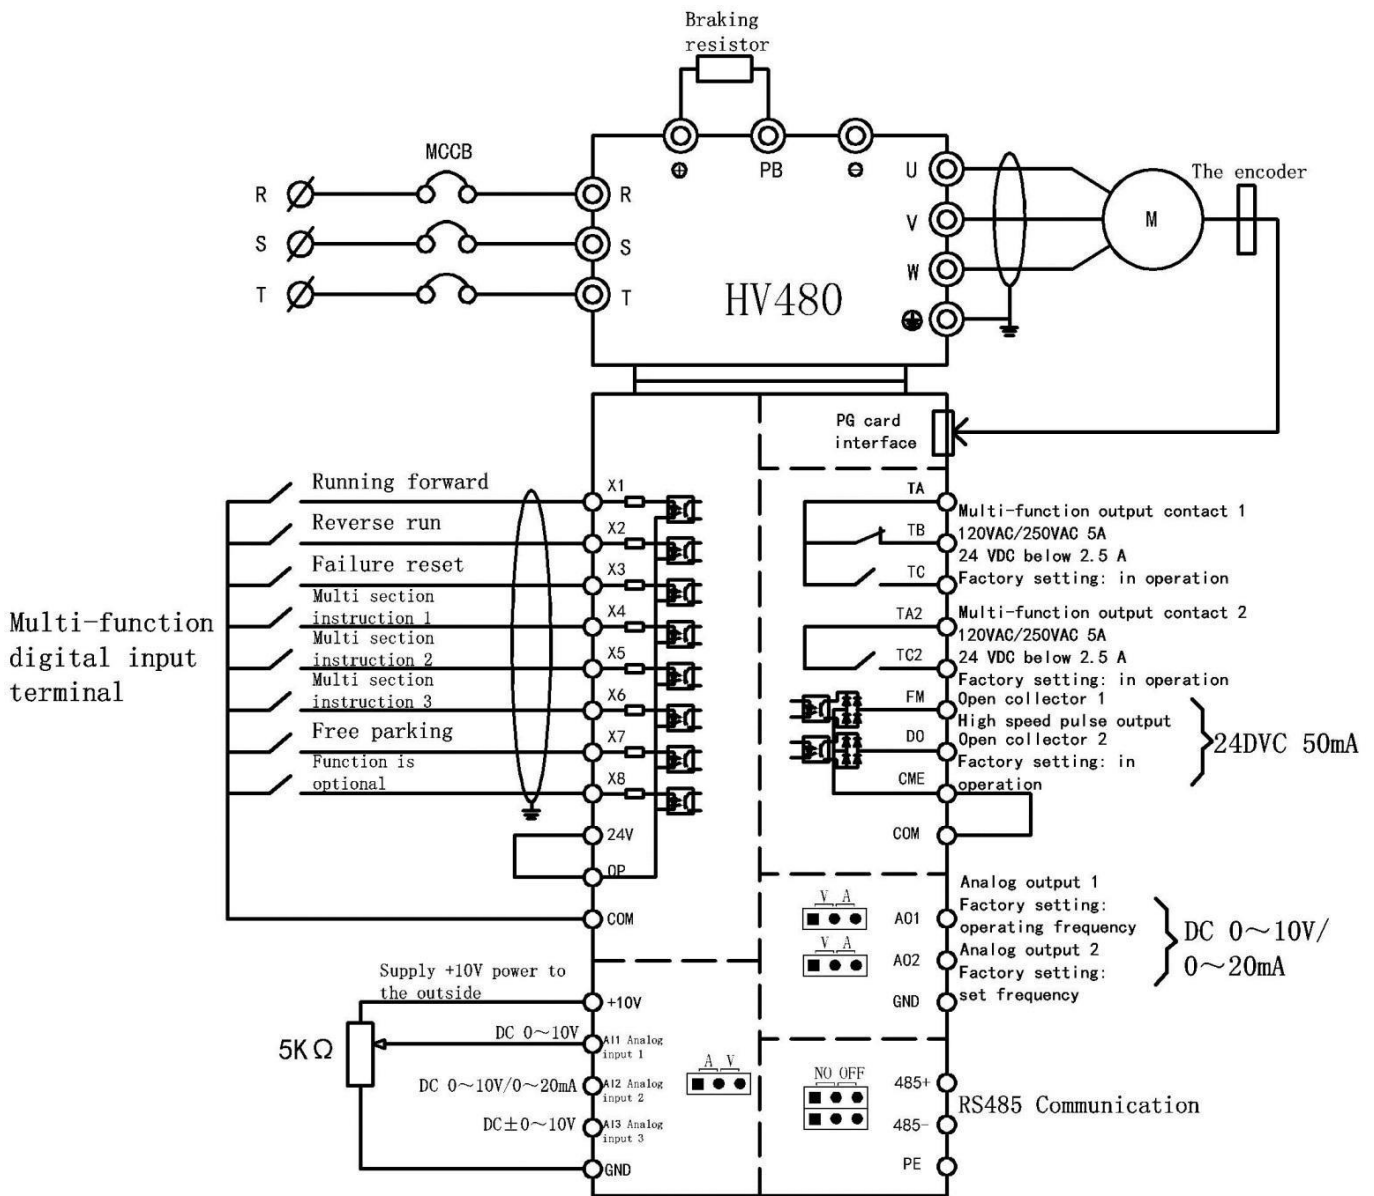 Braking
resistor
MCCB
R
S
T
R
S
T
⊕
PB
⊖
U
V
W
M
The encoder
HV480
PG card
interface
Multi-function
digital input
terminal
Running forward
Reverse run
Failure reset
Multi section
instruction 1
Multi section
instruction 2
Multi section
instruction 3
Free parking
Function is
optional
X1
X2
X3
X4
X5
X6
X7
X8
24V
OP
COM
TA
TB
TC
TA2
TC2
FM
DO
CME
COM
Multi-function output contact 1
120VAC/250VAC 5A
24 VDC below 2.5 A
Factory setting: in operation
Multi-function output contact 2
120VAC/250VAC 5A
24 VDC below 2.5 A
Factory setting: in operation
Open collector 1
High speed pulse output
Open collector 2
Factory setting: in
operation
24DVC 50mA
V A
V A
AO1
AO2
GND
Analog output 1
Factory setting:
operating frequency
Analog output 2
Factory setting:
set frequency
DC 0～10V/
0～20mA
Supply +10V power to
the outside
5KΩ
DC 0～10V
DC 0～10V/0～20mA
DC±0～10V
+10V
AI1 Analog
input 1
AI2 Analog
input 2
AI3 Analog
input 3
GND
A V
NO OFF
485+
485-
PE
RS485 Communication